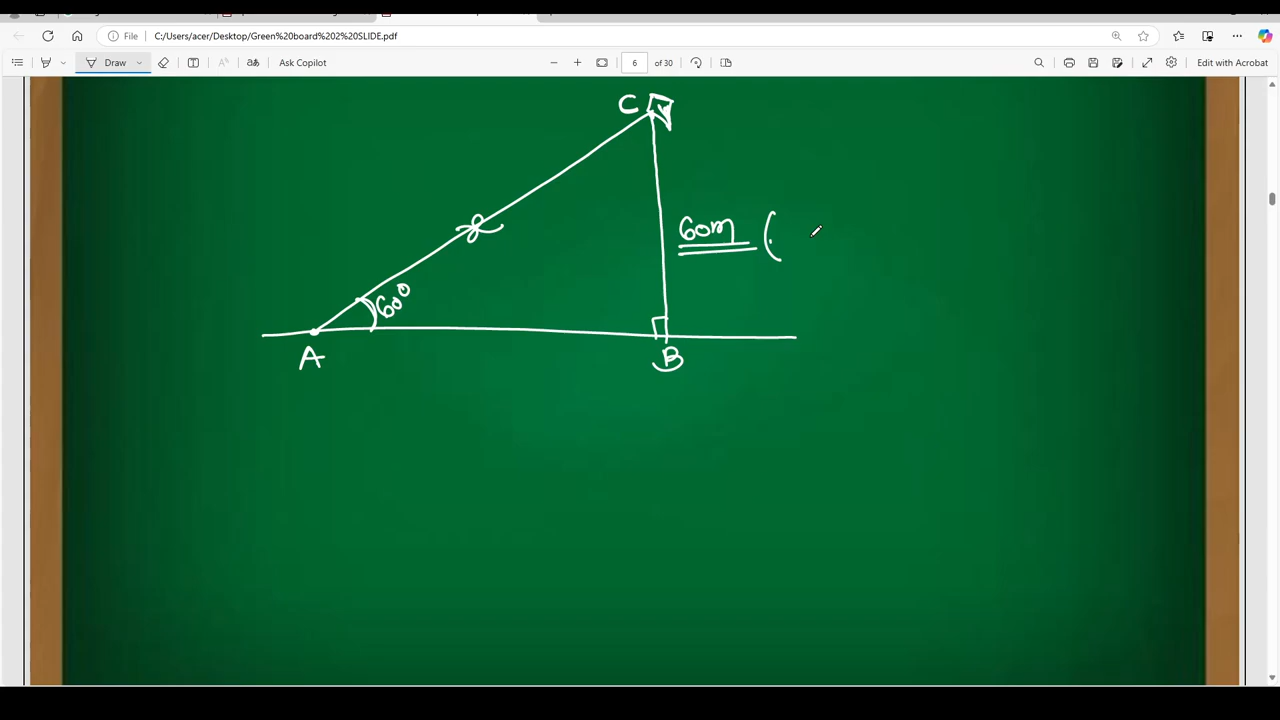 File C:/Users/acer/Desktop/Green%20board%202%20SLIDE.pdf
Draw Ask Copilot 6 of 30 Edit with Acrobat
C
60m (
60°
A
B